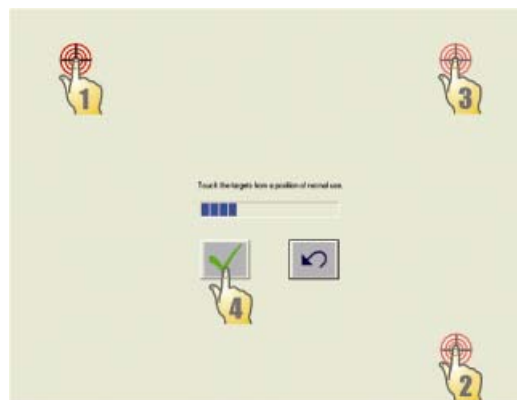 1
3
Touch the targets from a position of normal use.
4
2